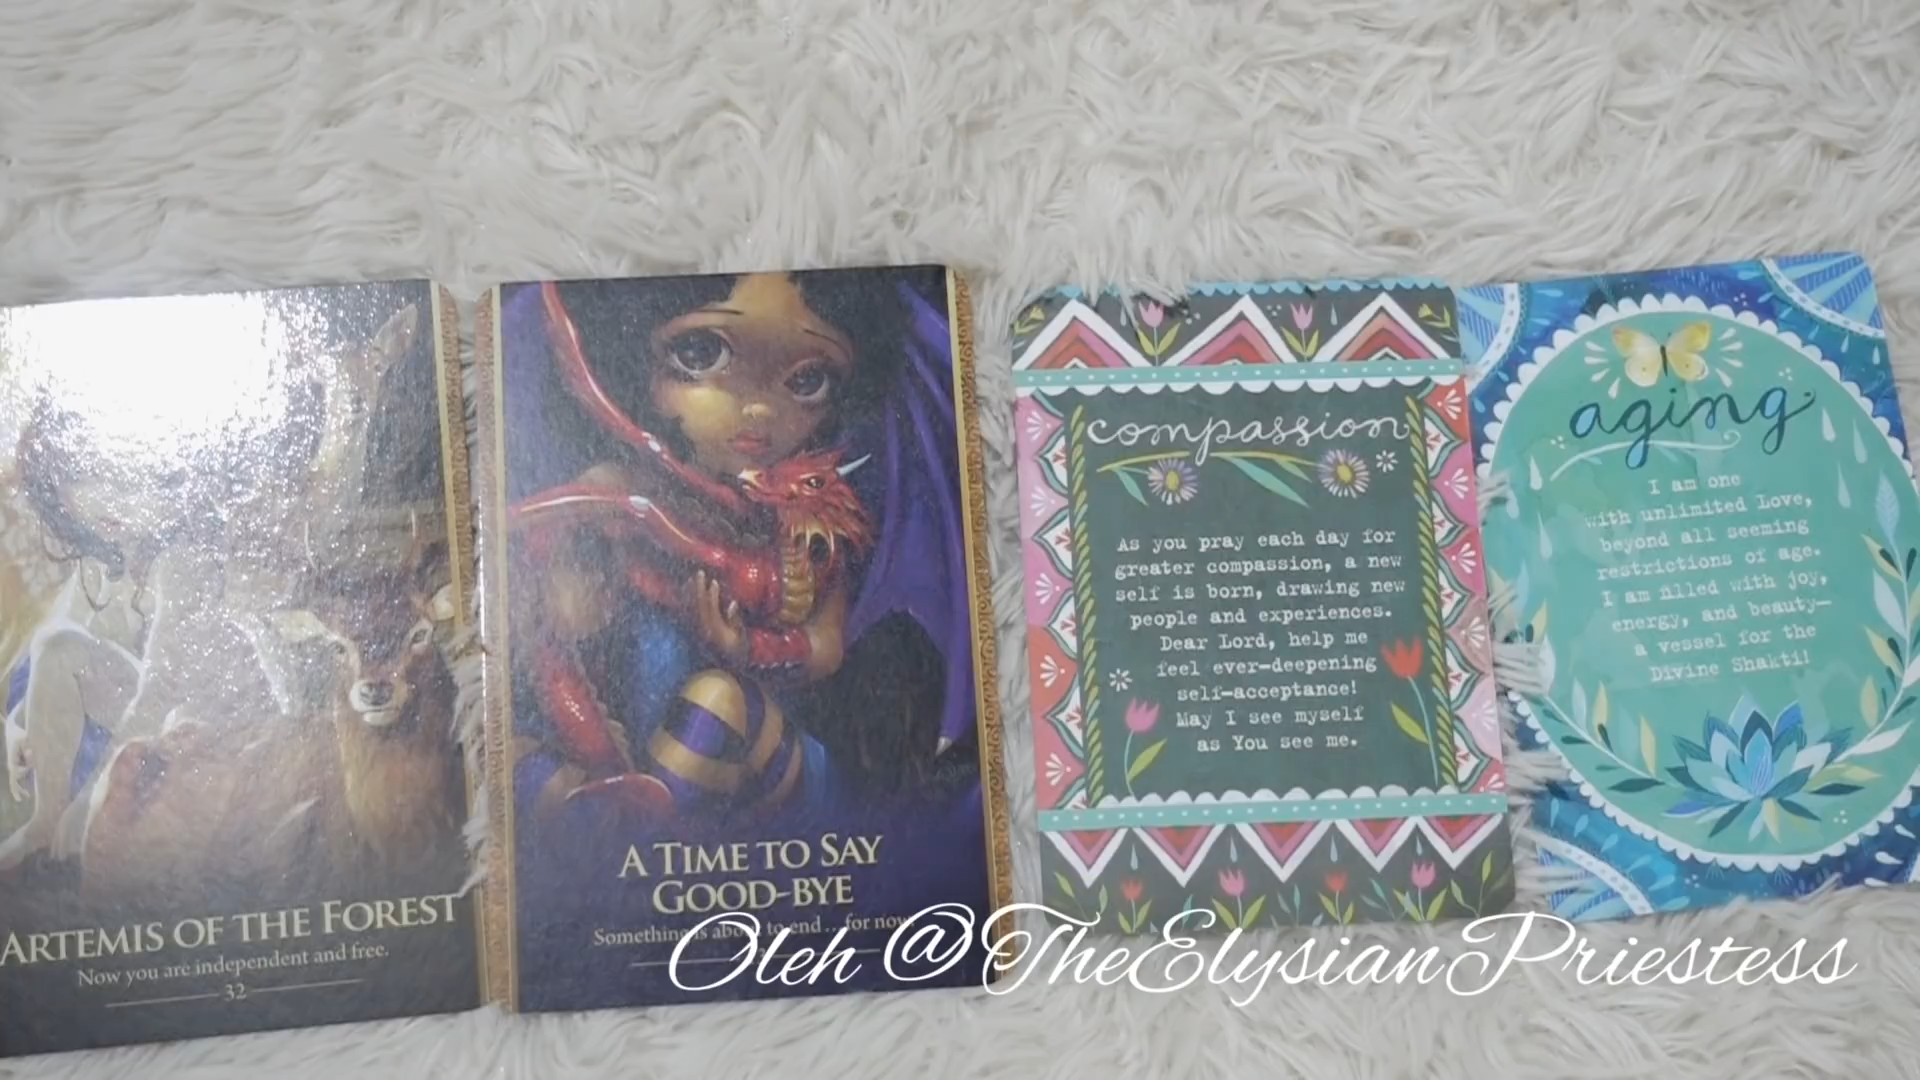 ARTEMIS OF THE FOREST
Now you are independent and free.
32
A TIME TO SAY
GOOD-BYE
Something is about to end... for now
compassion
As you pray each day for
greater compassion, a new
self is born, drawing new
people and experiences.
Dear Lord, help me
feel ever-deepening
self-acceptance!
May I see myself
as You see me.
aging
I am one
with unlimited Love,
beyond all seeming
restrictions of age.
I am filled with joy,
energy, and beauty—
a vessel for the
Divine Shakti!
Oleh @TheElysianPriestess